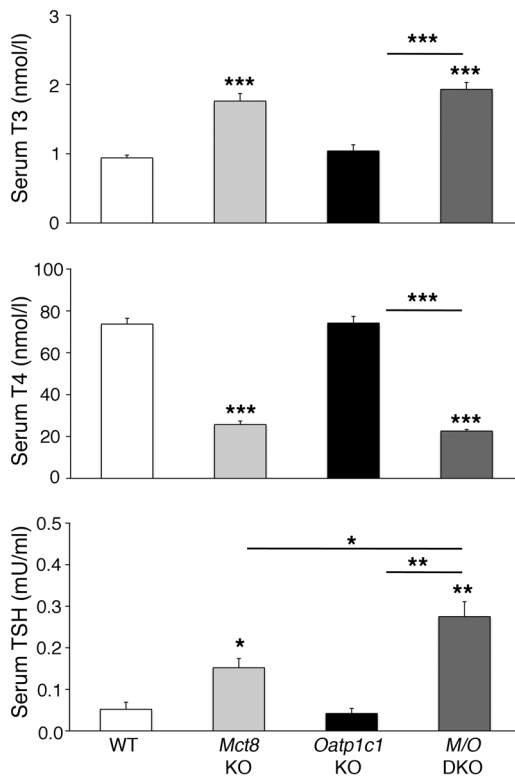 Serum T3 (nmol/l)
3
2
1
0
***
***
***
Serum T4 (nmol/l)
100
80
60
40
20
0
***
***
***
Serum TSH (mU/ml)
0.5
0.4
0.3
0.2
0.1
0.0
*
**
*
**
WT
Mct8
KO
Oatp1c1
KO
M/O
DKO